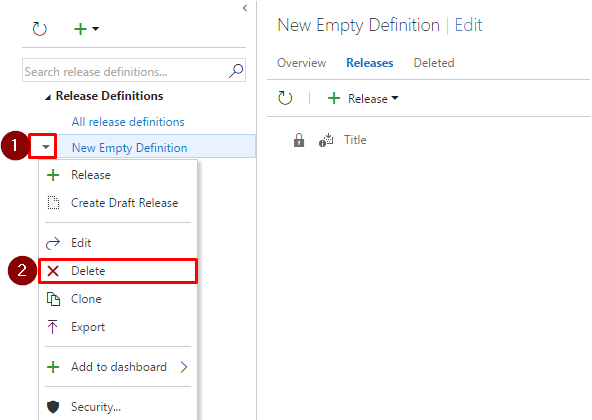 Search release definitions...
Release Definitions
All release definitions
1
New Empty Definition
Release
Create Draft Release
Edit
2
Delete
Clone
Export
Add to dashboard
Security...
New Empty Definition | Edit
Overview Releases Deleted
Release
Title